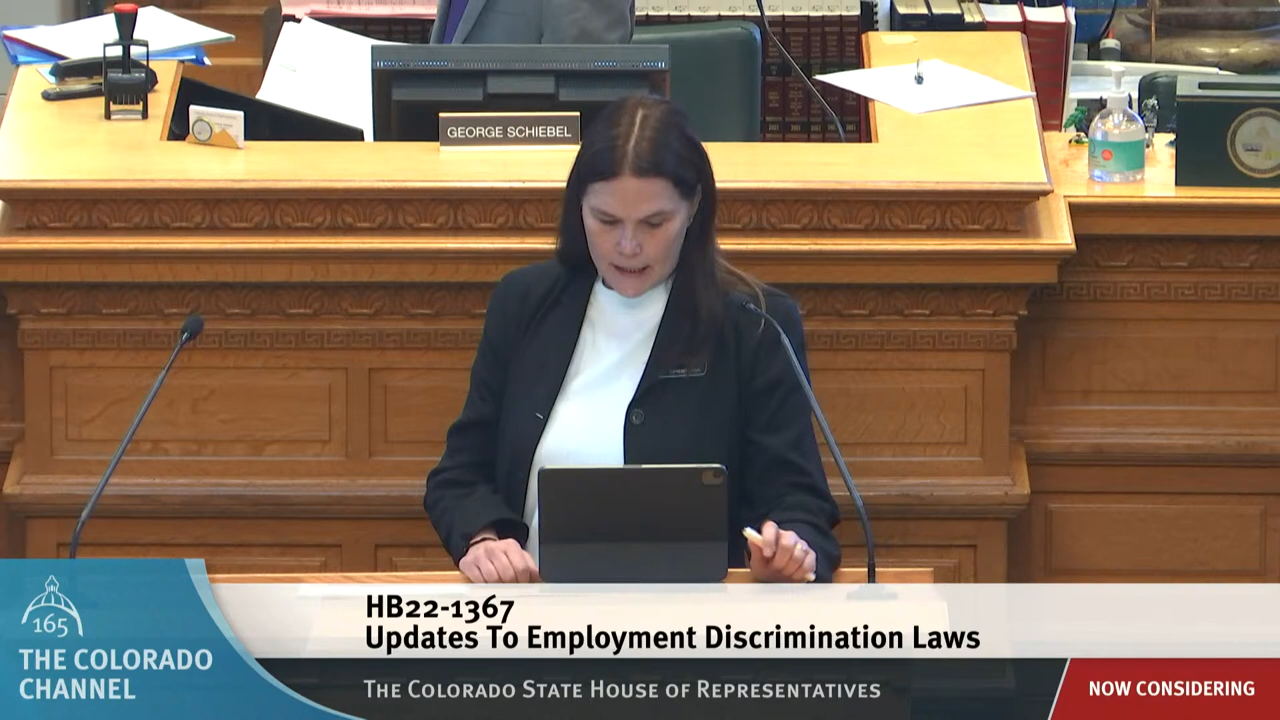 GEORGE SCHIEBEL
HB22-1367
Updates To Employment Discrimination Laws
165
THE COLORADO
CHANNEL
THE COLORADO STATE HOUSE OF REPRESENTATIVES
NOW CONSIDERING